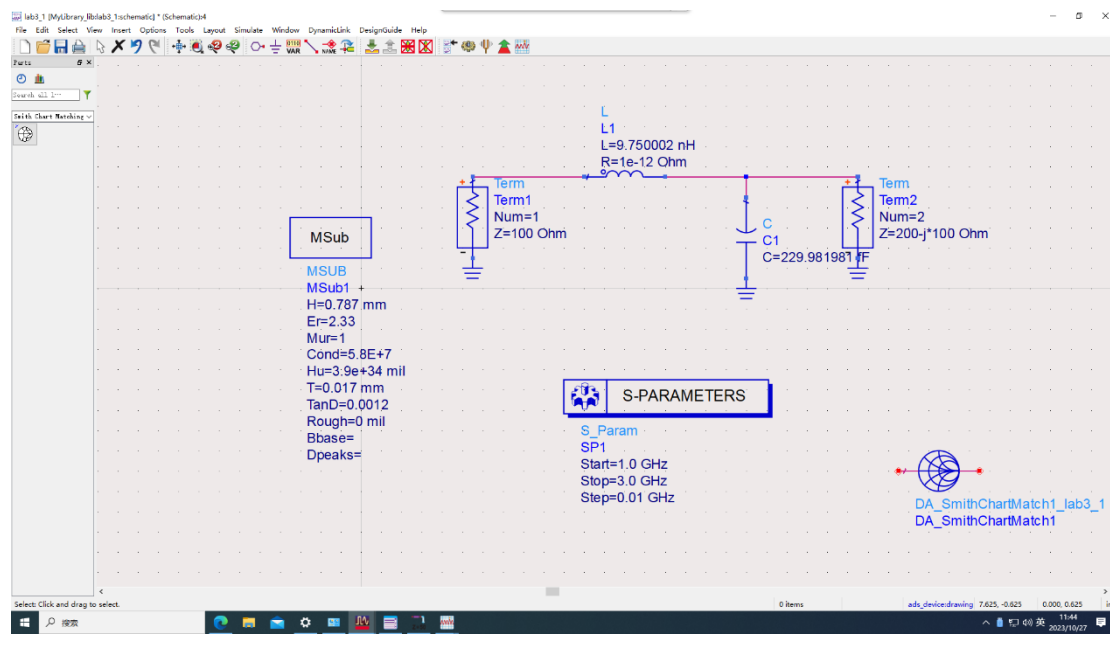 lab3_1 [MyLibrary_lib:lab3_1:schematic] * (Schematic):4
File Edit Select View Insert Options Tools Layout Simulate Window DynamicLink DesignGuide Help
VAR
NAME
Parts
Search all l...
Smith Chart Matching
L
L1
L=9.750002 nH
R=1e-12 Ohm
Term
Term1
Num=1
Z=100 Ohm
C
C1
C=229.981981 fF
Term
Term2
Num=2
Z=200-j*100 Ohm
MSub
MSUB
MSub1
H=0.787 mm
Er=2.33
Mur=1
Cond=5.8E+7
Hu=3.9e+34 mil
T=0.017 mm
TanD=0.0012
Rough=0 mil
Bbase=
Dpeaks=
S-PARAMETERS
S_Param
SP1
Start=1.0 GHz
Stop=3.0 GHz
Step=0.01 GHz
DA_SmithChartMatch1_lab3_1
DA_SmithChartMatch1
Select: Click and drag to select.
0 items
ads_device:drawing
7.625, -0.625
0.000, 0.625
in
搜索
英
11:44
2023/10/27